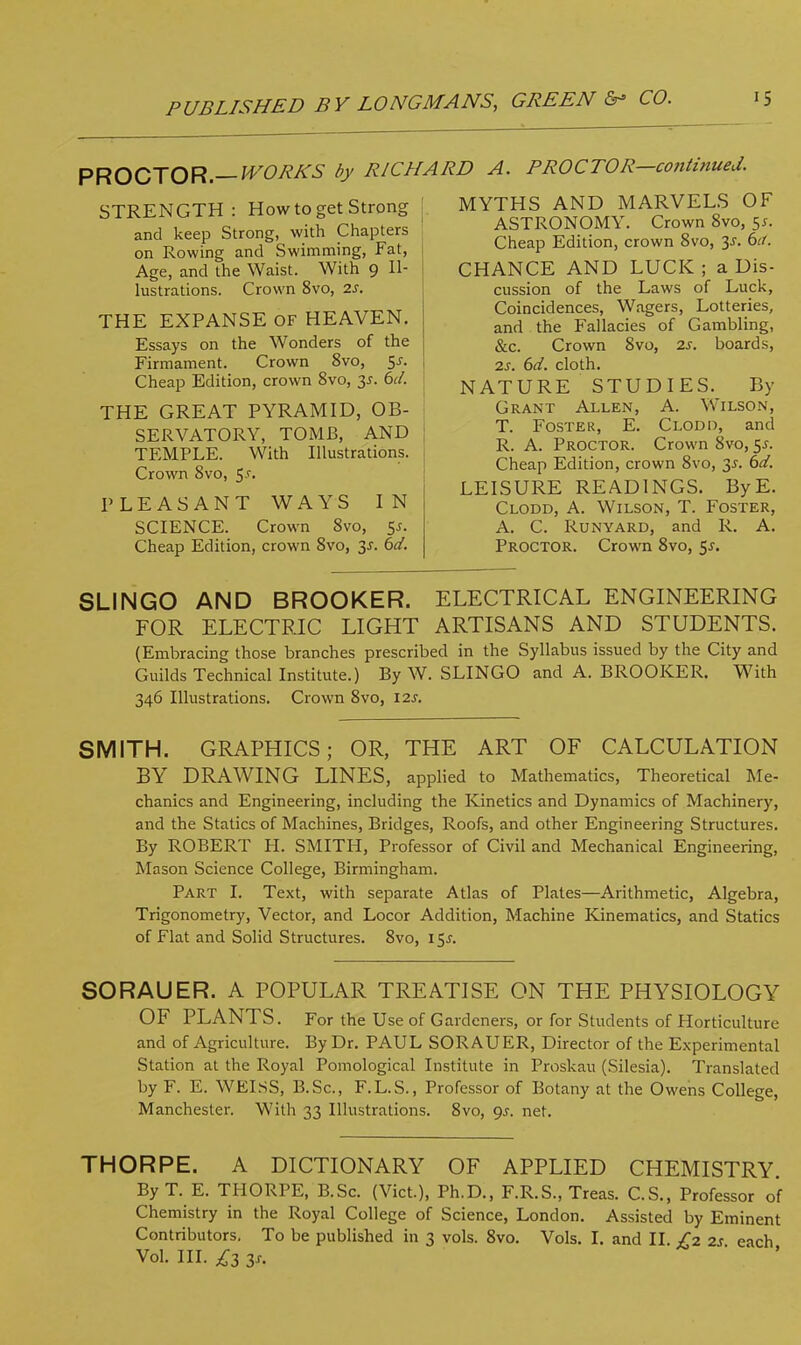 PUBLISHED BY LONGMANS, GREEN & CO. 15
PROCTOR.—WORKS by RICHARD A. PROCTOR—continued.
STRENGTH: How to get Strong
and keep Strong, with Chapters
on Rowing and Swimming, Fat,
Age, and the Waist. With 9 Il-
lustrations. Crown 8vo, 2s.
THE EXPANSE OF HEAVEN.
Essays on the Wonders of the
Firmament. Crown 8vo, 5s.
Cheap Edition, crown 8vo, 3s. 6d.
THE GREAT PYRAMID, OB-
SERVATORY, TOMB, AND
TEMPLE. With Illustrations.
Crown 8vo, 5s.
PLEASANT WAYS IN
SCIENCE. Crown 8vo, 5s.
Cheap Edition, crown 8vo, 3s. 6d.
MYTHS AND MARVELS OF
ASTRONOMY. Crown 8vo, 5s.
Cheap Edition, crown 8vo, 3s. 6d.
CHANCE AND LUCK; a Dis-
cussion of the Laws of Luck,
Coincidences, Wagers, Lotteries,
and the Fallacies of Gambling,
&c. Crown 8vo, 2s. boards,
2s. 6d. cloth.
NATURE STUDIES. By
GRANT ALLEN, A. WILSON,
T. FOSTER, E. CLODD, and
R. A. PROCTOR. Crown 8vo, 5s.
Cheap Edition, crown 8vo, 3s. 6d.
LEISURE READINGS. By E.
CLODD, A. WILSON, T. FOSTER,
A. C. RUNYARD, and R. A.
PROCTOR. Crown 8vo, 5s.
SLINGO AND BROOKER. ELECTRICAL ENGINEERING
FOR ELECTRIC LIGHT ARTISANS AND STUDENTS.
(Embracing those branches prescribed in the Syllabus issued by the City and
Guilds Technical Institute.) By W. SLINGO and A. BROOKER. With
346 Illustrations. Crown 8vo, 12s.
SMITH. GRAPHICS; OR, THE ART OF CALCULATION
BY DRAWING LINES, applied to Mathematics, Theoretical Me-
chanics and Engineering, including the Kinetics and Dynamics of Machinery,
and the Statics of Machines, Bridges, Roofs, and other Engineering Structures.
By ROBERT H. SMITH, Professor of Civil and Mechanical Engineering,
Mason Science College, Birmingham.
PART I. Text, with separate Atlas of Plates—Arithmetic, Algebra,
Trigonometry, Vector, and Locor Addition, Machine Kinematics, and Statics
of Flat and Solid Structures. 8vo, 15s.
SORAUER. A POPULAR TREATISE ON THE PHYSIOLOGY
OF PLANTS. For the Use of Gardeners, or for Students of Horticulture
and of Agriculture. By Dr. PAUL SORAUER, Director of the Experimental
Station at the Royal Pomological Institute in Proskau (Silesia). Translated
by F. E. WEISS, B.Sc., F.L.S., Professor of Botany at the Owens College,
Manchester. With 33 Illustrations. 8vo, 9s. net.
THORPE. A DICTIONARY OF APPLIED CHEMISTRY.
By T. E. THORPE, B.Sc. (Vict.), Ph.D., F.R.S., Treas. C.S., Professor of
Chemistry in the Royal College of Science, London. Assisted by Eminent
Contributors. To be published in 3 vols. 8vo. Vols. I. and II. £2 2s. each,
Vol. III. £3 3s.